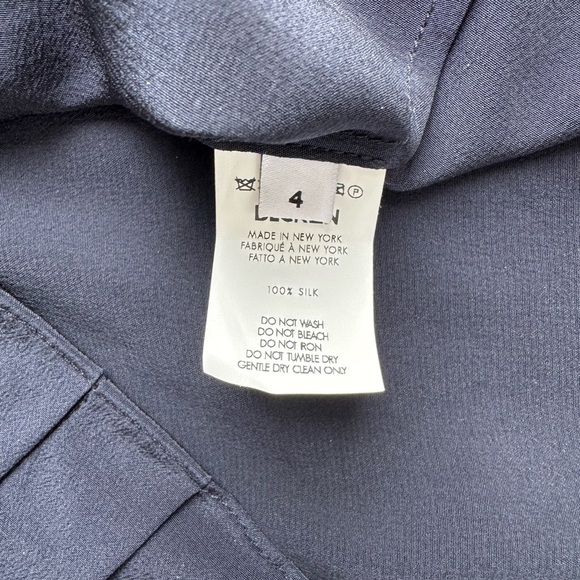 4
MADE IN NEW YORK
FABRIQUÉ À NEW YORK
FATTO A NEW YORK
100% SILK
DO NOT WASH
DO NOT BLEACH
DO NOT IRON
DO NOT TUMBLE DRY
GENTLE DRY CLEAN ONLY
P